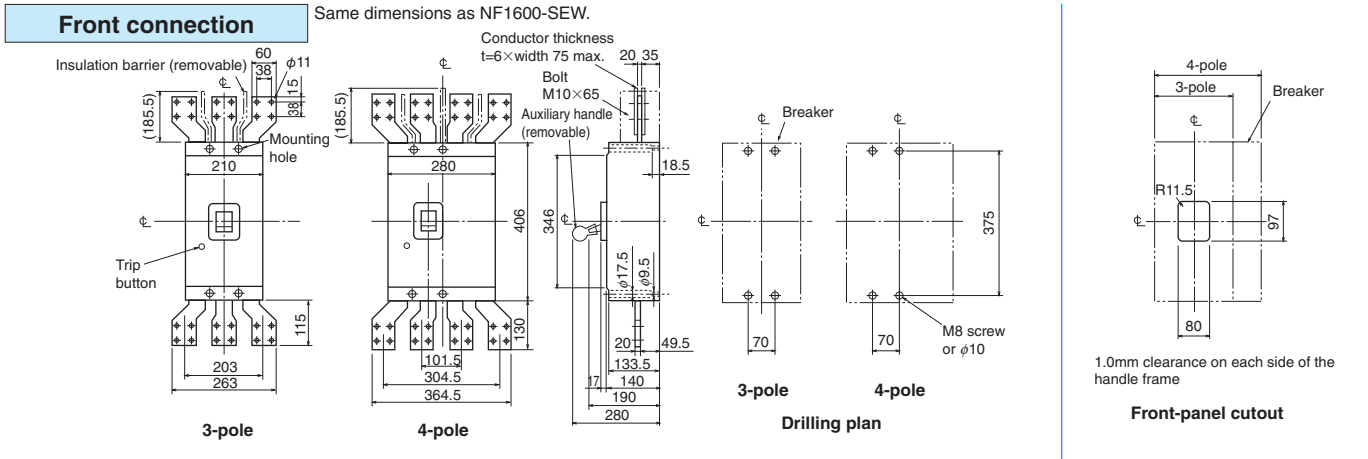 Front connection
Same dimensions as NF1600-SEW.
Insulation barrier (removable)
60
38
φ11
15
38
(185.5)
℄
Mounting
hole
210
℄
Trip
button
115
203
263
3-pole
℄
(185.5)
280
406
130
101.5
304.5
364.5
4-pole
Conductor thickness
t=6×width 75 max.
20
35
Bolt
M10×65
Auxiliary handle
(removable)
18.5
℄
346
φ17.5
φ9.5
20
49.5
133.5
17
140
190
280
℄
Breaker
℄
℄
375
70
70
M8 screw
or φ10
3-pole
4-pole
Drilling plan
4-pole
3-pole
Breaker
℄
R11.5
℄
97
80
1.0mm clearance on each side of the
handle frame
Front-panel cutout